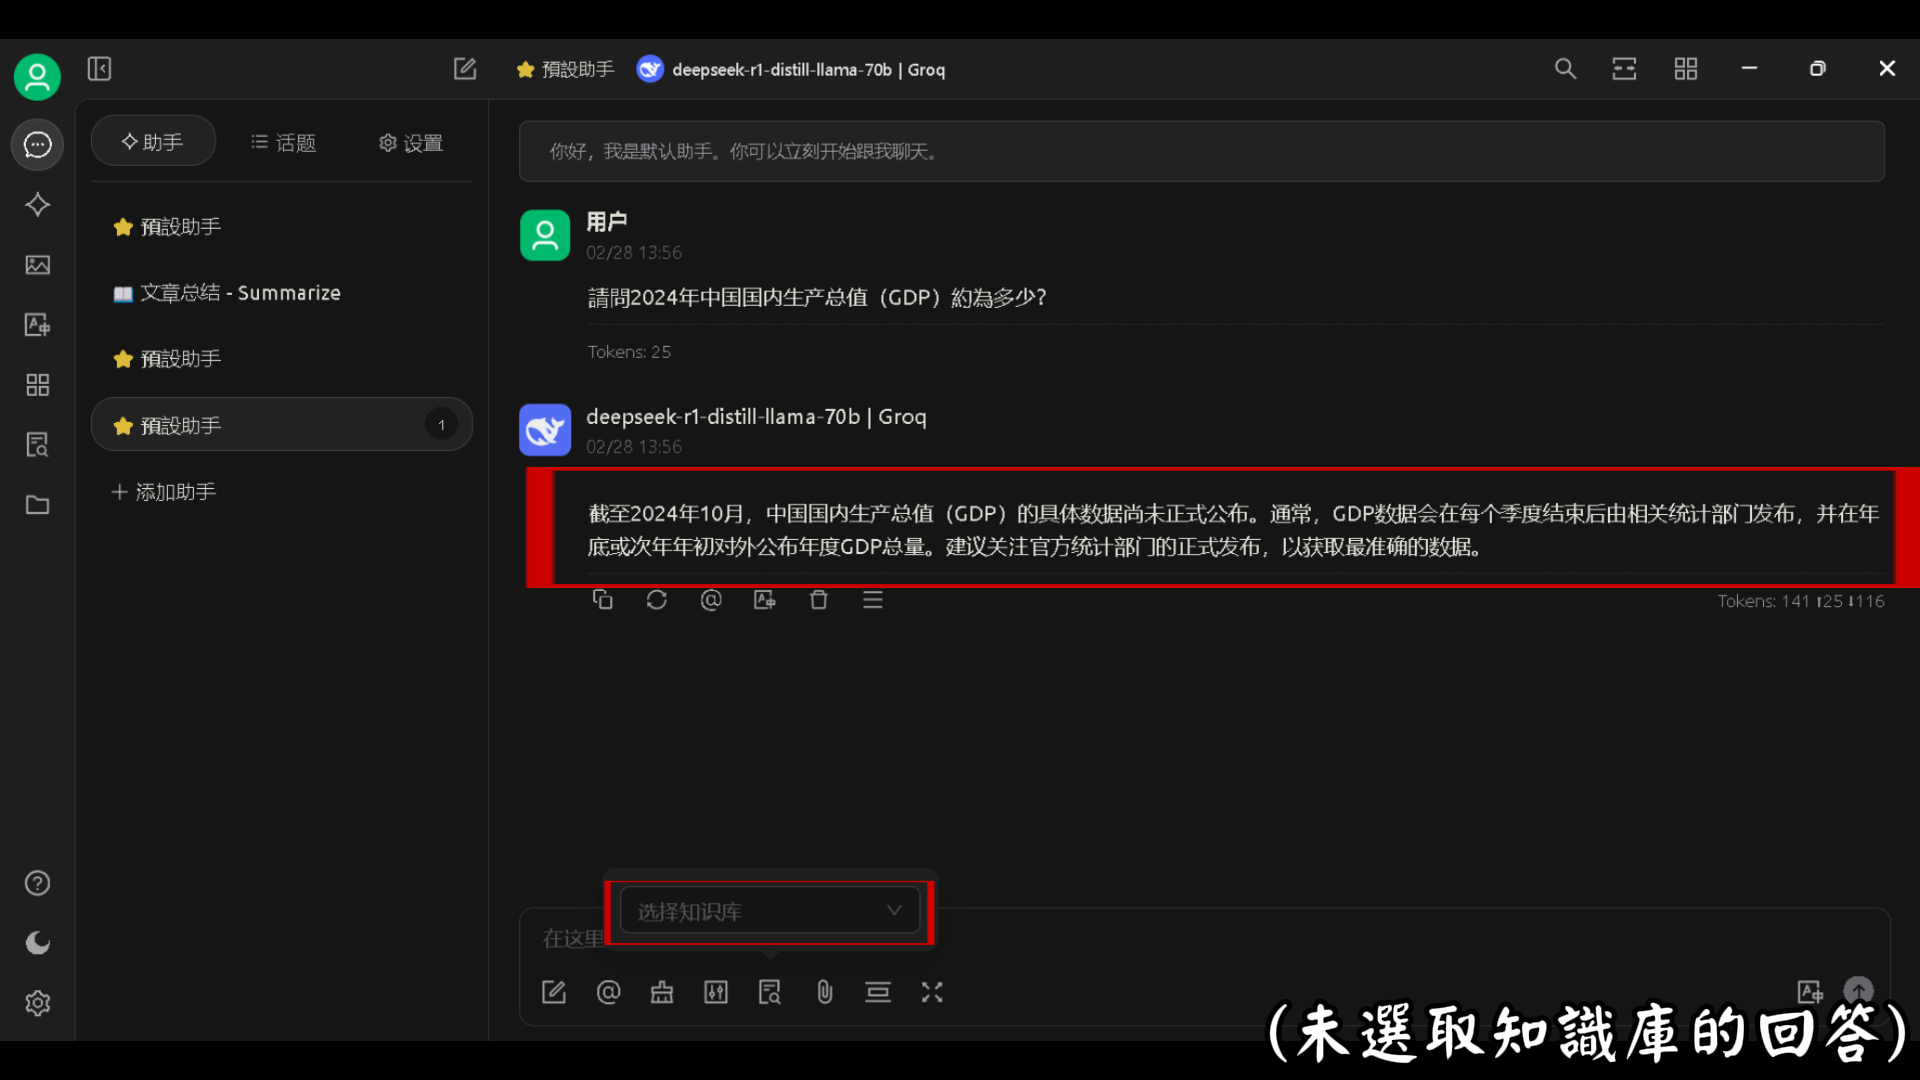 預設助手 deepseek-r1-distill-llama-70b | Groq
助手 话题 设置
預設助手
文章总结 - Summarize
預設助手
預設助手 1
添加助手
你好，我是默认助手。你可以立刻开始跟我聊天。
用户
02/28 13:56
請問2024年中国国内生产总值（GDP）約為多少?
Tokens: 25
deepseek-r1-distill-llama-70b | Groq
02/28 13:56
截至2024年10月，中国国内生产总值（GDP）的具体数据尚未正式公布。通常，GDP数据会在每个季度结束后由相关统计部门发布，并在年
底或次年年初对外公布年度GDP总量。建议关注官方统计部门的正式发布，以获取最准确的数据。
Tokens: 141 ↑25 ↓116
选择知识库
在这里
(未選取知識庫的回答)